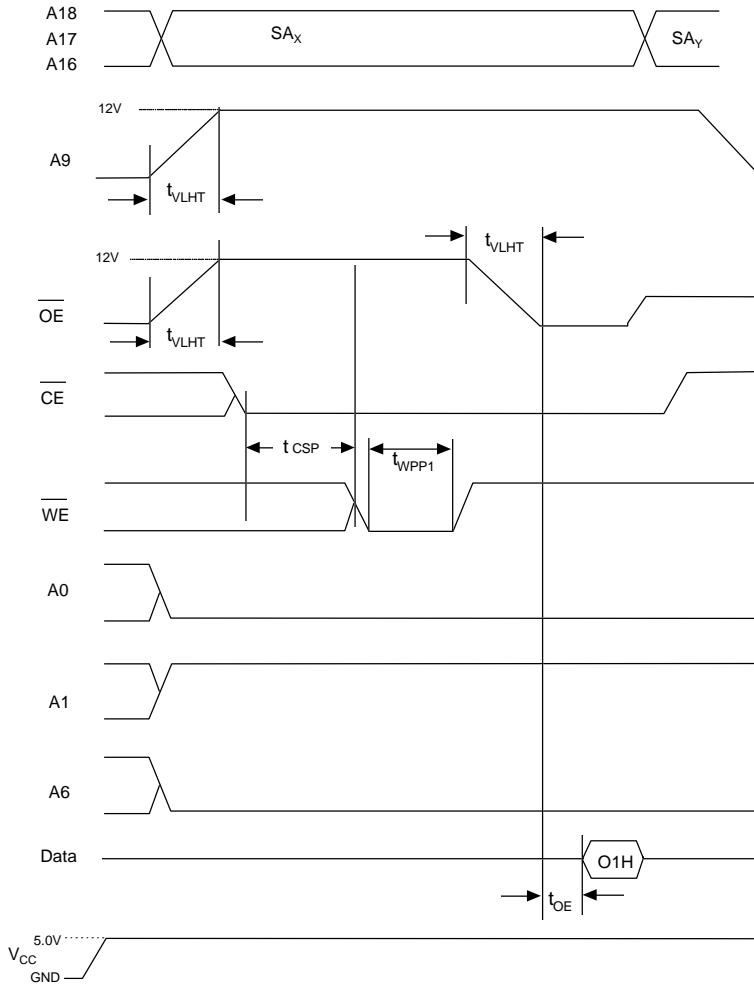 A18
A17
A16
SAX
SAY
12V
A9
tVLHT
tVLHT
12V
OE
tVLHT
CE
t CSP
tWPP1
WE
A0
A1
A6
Data
O1H
tOE
5.0V
VCC
GND